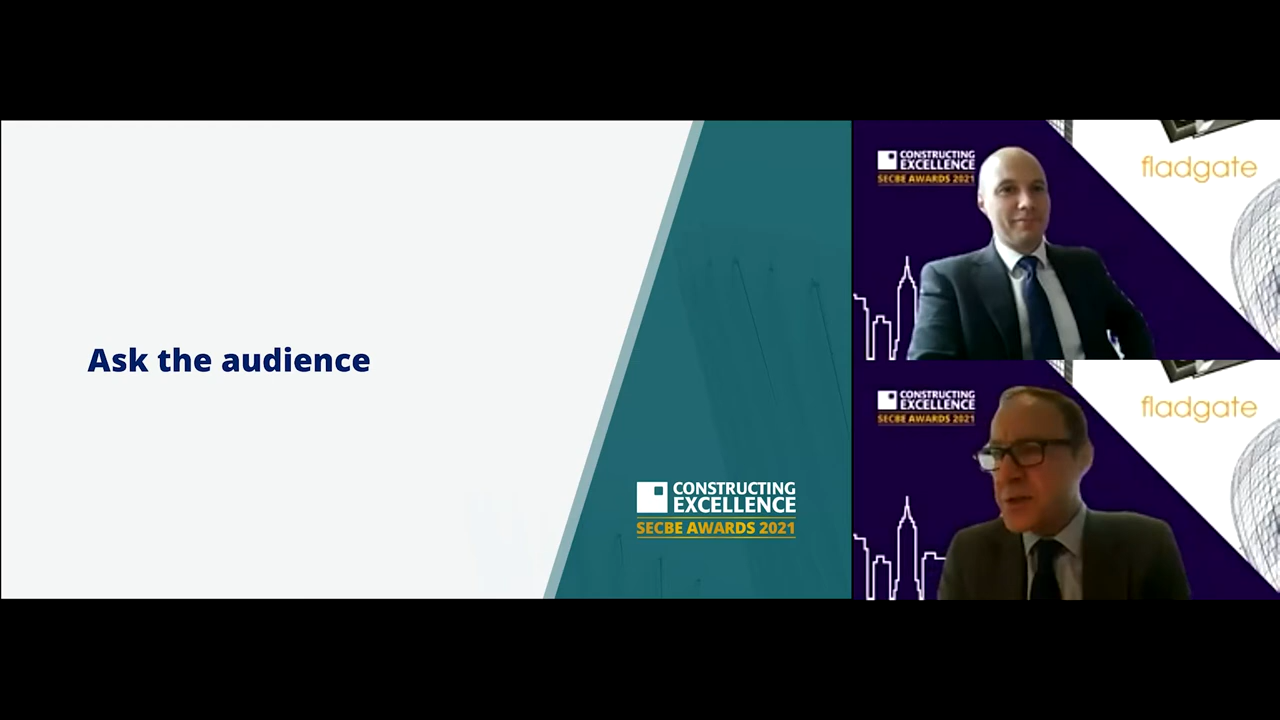 Ask the audience
CONSTRUCTING
EXCELLENCE
SECBE AWARDS 2021
CONSTRUCTING
EXCELLENCE
SECBE AWARDS 2021
fladgate
CONSTRUCTING
EXCELLENCE
SECBE AWARDS 2021
fladgate